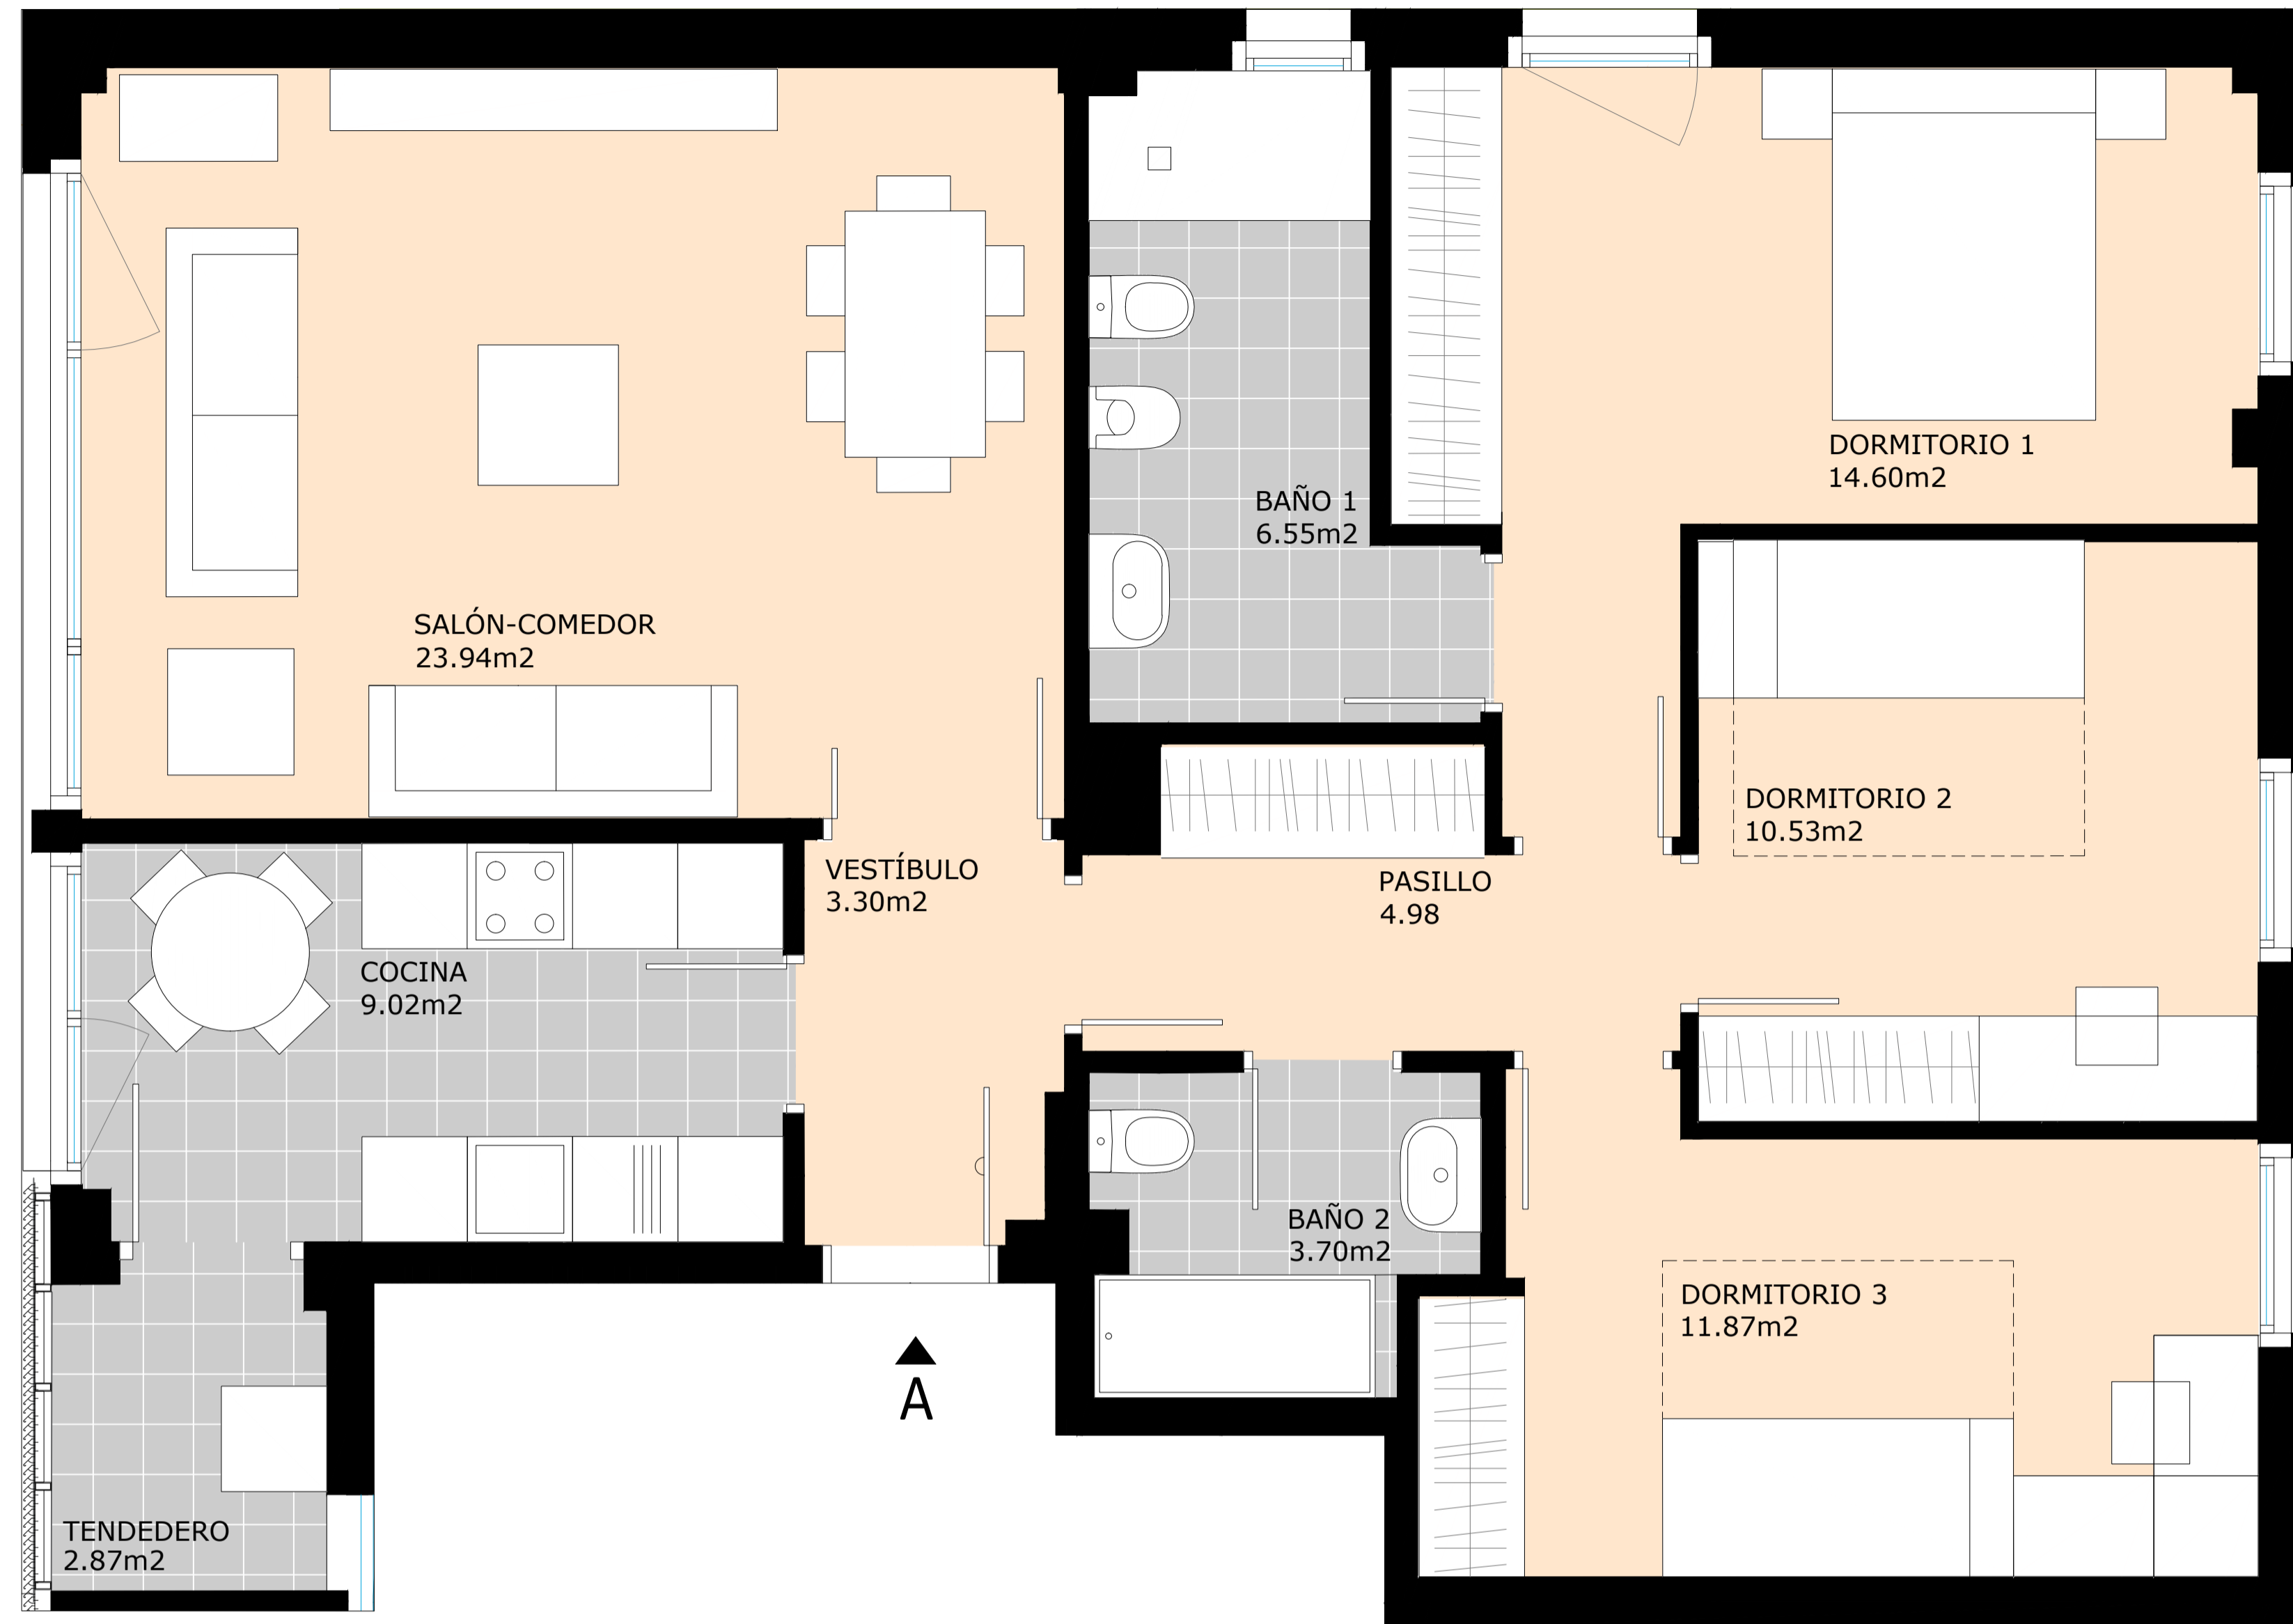 DORMITORIO 1
14.60m2
BAÑO 1
6.55m2
SALÓN-COMEDOR
23.94m2
DORMITORIO 2
10.53m2
VESTÍBULO
3.30m2
PASILLO
4.98
COCINA
9.02m2
BAÑO 2
3.70m2
DORMITORIO 3
11.87m2
A
TENDEDERO
2.87m2